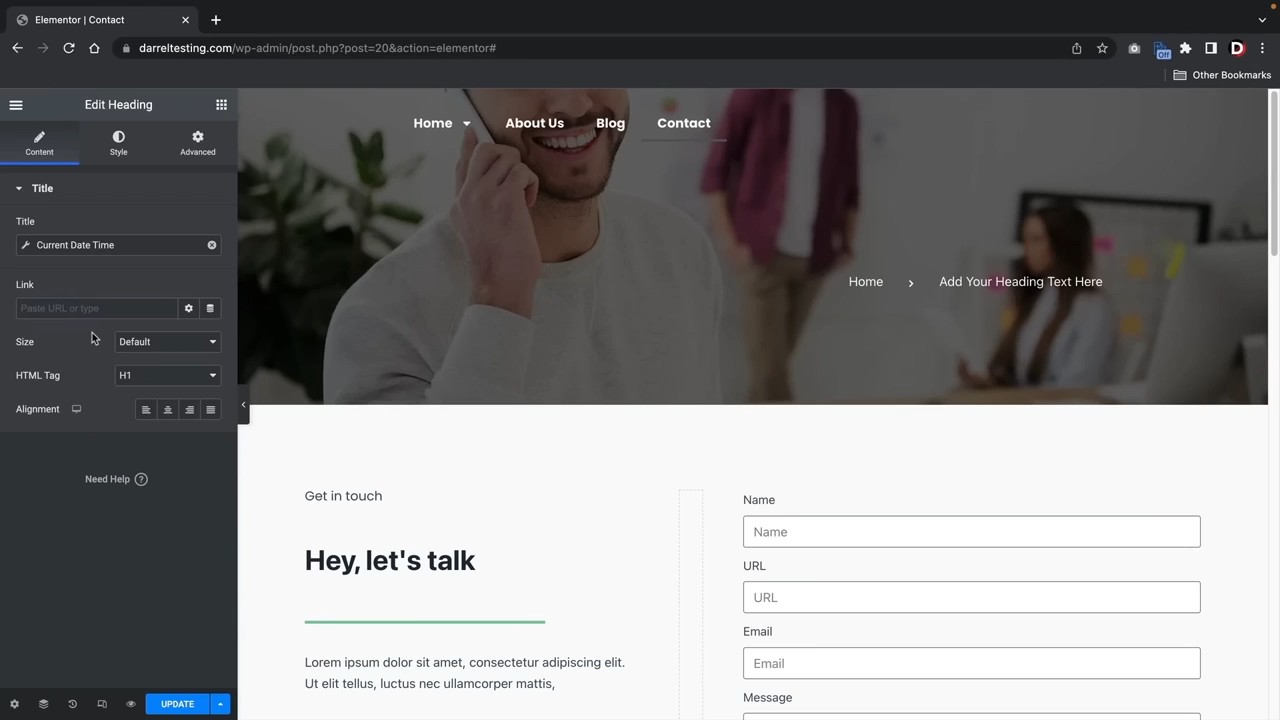 Elementor | Contact
darreltesting.com/wp-admin/post.php?post=20&action=elementor#
Off
D
Other Bookmarks
Edit Heading
Content
Style
Advanced
Title
Title
Current Date Time
Link
Paste URL or type
Size
Default
HTML Tag
H1
Alignment
Need Help ?
UPDATE
Home
About Us
Blog
Contact
Home
Add Your Heading Text Here
Get in touch
Hey, let's talk
Lorem ipsum dolor sit amet, consectetur adipiscing elit.
Ut elit tellus, luctus nec ullamcorper mattis,
Name
Name
URL
URL
Email
Email
Message